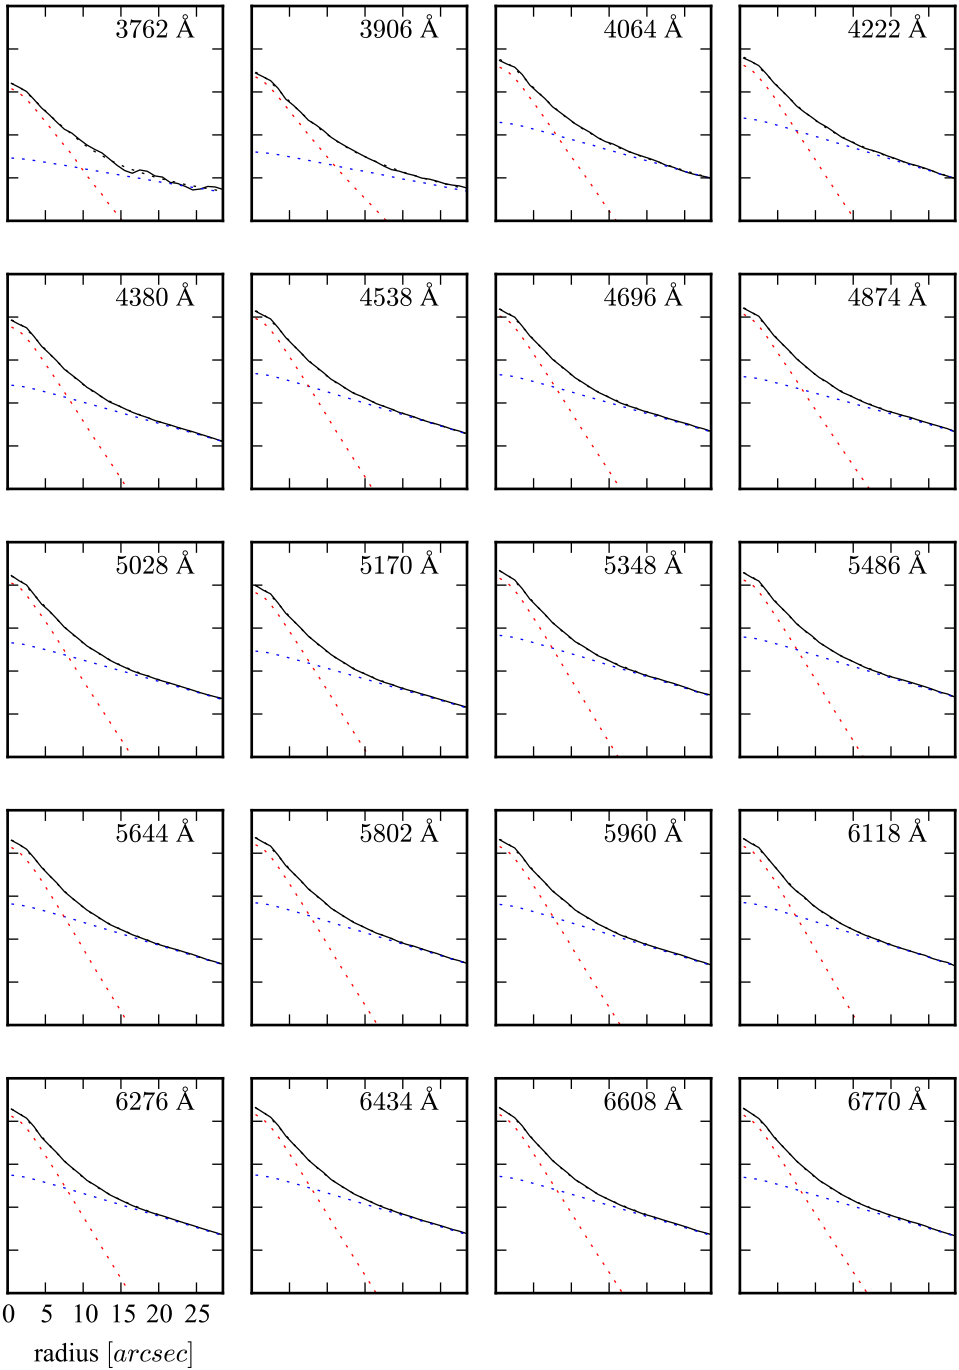 3762 Å 3906 Å 4064 Å 4222 Å
4380 Å 4538 Å 4696 Å 4874 Å
5028 Å 5170 Å 5348 Å 5486 Å
5644 Å 5802 Å 5960 Å 6118 Å
6276 Å 6434 Å 6608 Å 6770 Å
0 5 10 15 20 25
radius [arcsec]